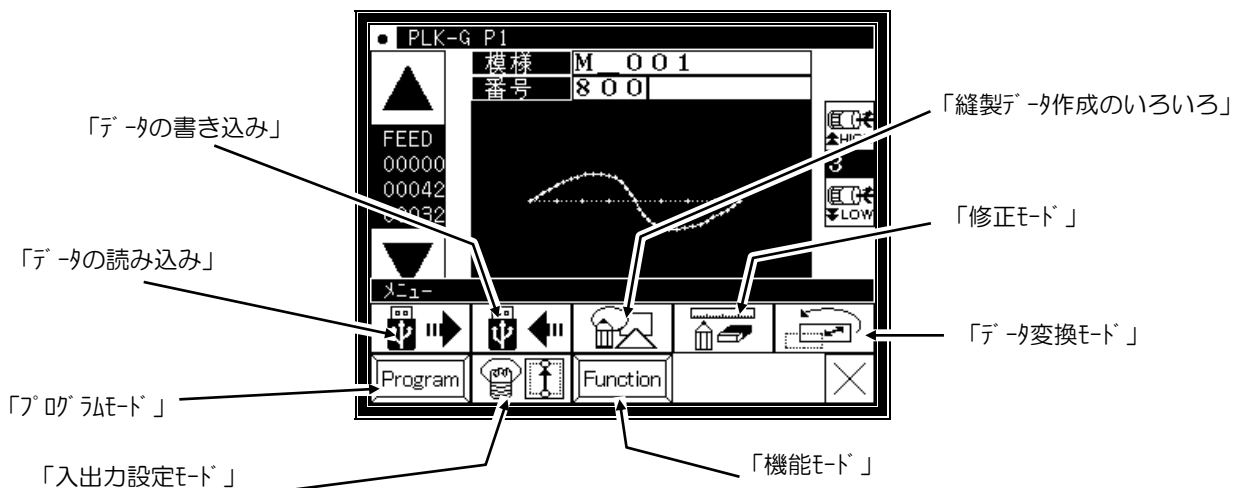 ● PLK-G P1
模様 M_001
番号 800
FEED
00000
00042
00032
HIGH
3
LOW
メニュー
Program
Function
「データの書き込み」
「縫製データ作成のいろいろ」
「修正モード」
「データの読み込み」
「データ変換モード」
「プログラムモード」
「入出力設定モード」
「機能モード」